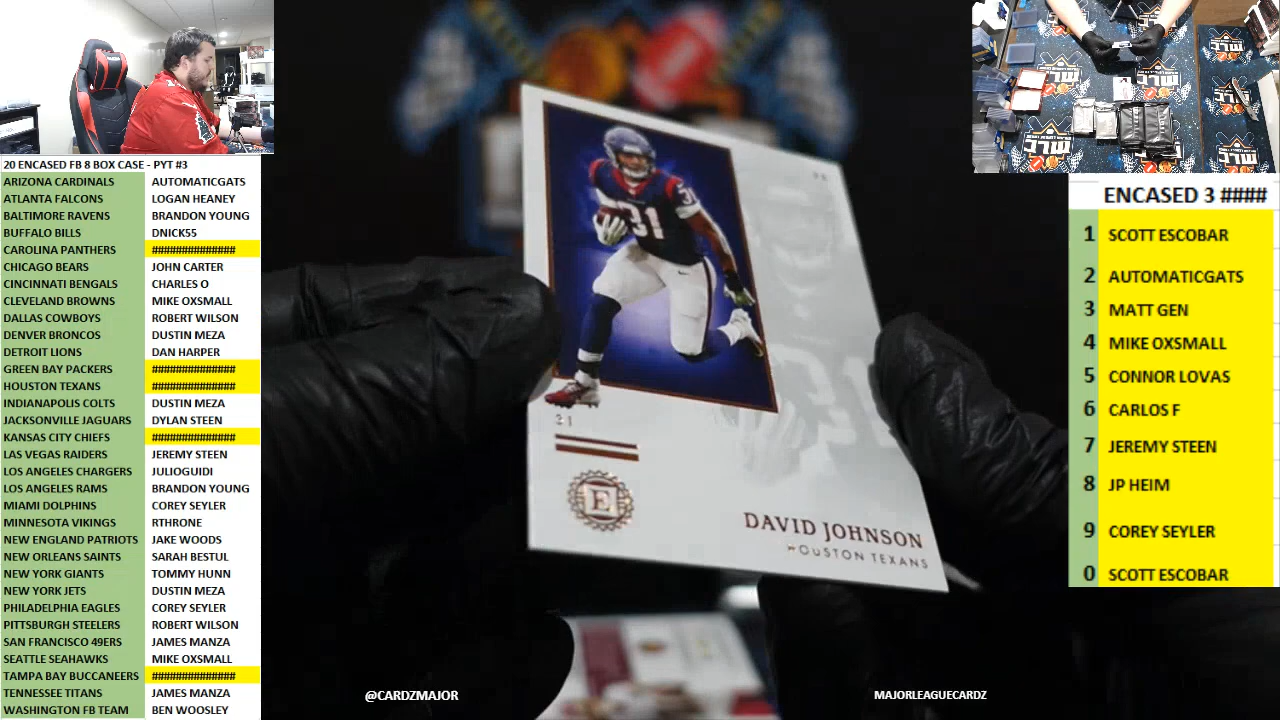 20 ENCASED FB 8 BOX CASE - PYT #3
ARIZONA CARDINALS AUTOMATICGATS
ATLANTA FALCONS LOGAN HEANEY
BALTIMORE RAVENS BRANDON YOUNG
BUFFALO BILLS DNICK55
CAROLINA PANTHERS ##############
CHICAGO BEARS JOHN CARTER
CINCINNATI BENGALS CHARLES O
CLEVELAND BROWNS MIKE OXSMALL
DALLAS COWBOYS ROBERT WILSON
DENVER BRONCOS DUSTIN MEZA
DETROIT LIONS DAN HARPER
GREEN BAY PACKERS ##############
HOUSTON TEXANS ##############
INDIANAPOLIS COLTS DUSTIN MEZA
JACKSONVILLE JAGUARS DYLAN STEEN
KANSAS CITY CHIEFS ##############
LAS VEGAS RAIDERS JEREMY STEEN
LOS ANGELES CHARGERS JULIOGUIDI
LOS ANGELES RAMS BRANDON YOUNG
MIAMI DOLPHINS COREY SEYLER
MINNESOTA VIKINGS RTHRONE
NEW ENGLAND PATRIOTS JAKE WOODS
NEW ORLEANS SAINTS SARAH BESTUL
NEW YORK GIANTS TOMMY HUNN
NEW YORK JETS DUSTIN MEZA
PHILADELPHIA EAGLES COREY SEYLER
PITTSBURGH STEELERS ROBERT WILSON
SAN FRANCISCO 49ERS JAMES MANZA
SEATTLE SEAHAWKS MIKE OXSMALL
TAMPA BAY BUCCANEERS ##############
TENNESSEE TITANS JAMES MANZA
WASHINGTON FB TEAM BEN WOOSLEY
31
31
E
DAVID JOHNSON
HOUSTON TEXANS
@CARDZMAJOR
MAJORLEAGUECARDZ
ENCASED 3 ####
1 SCOTT ESCOBAR
2 AUTOMATICGATS
3 MATT GEN
4 MIKE OXSMALL
5 CONNOR LOVAS
6 CARLOS F
7 JEREMY STEEN
8 JP HEIM
9 COREY SEYLER
0 SCOTT ESCOBAR